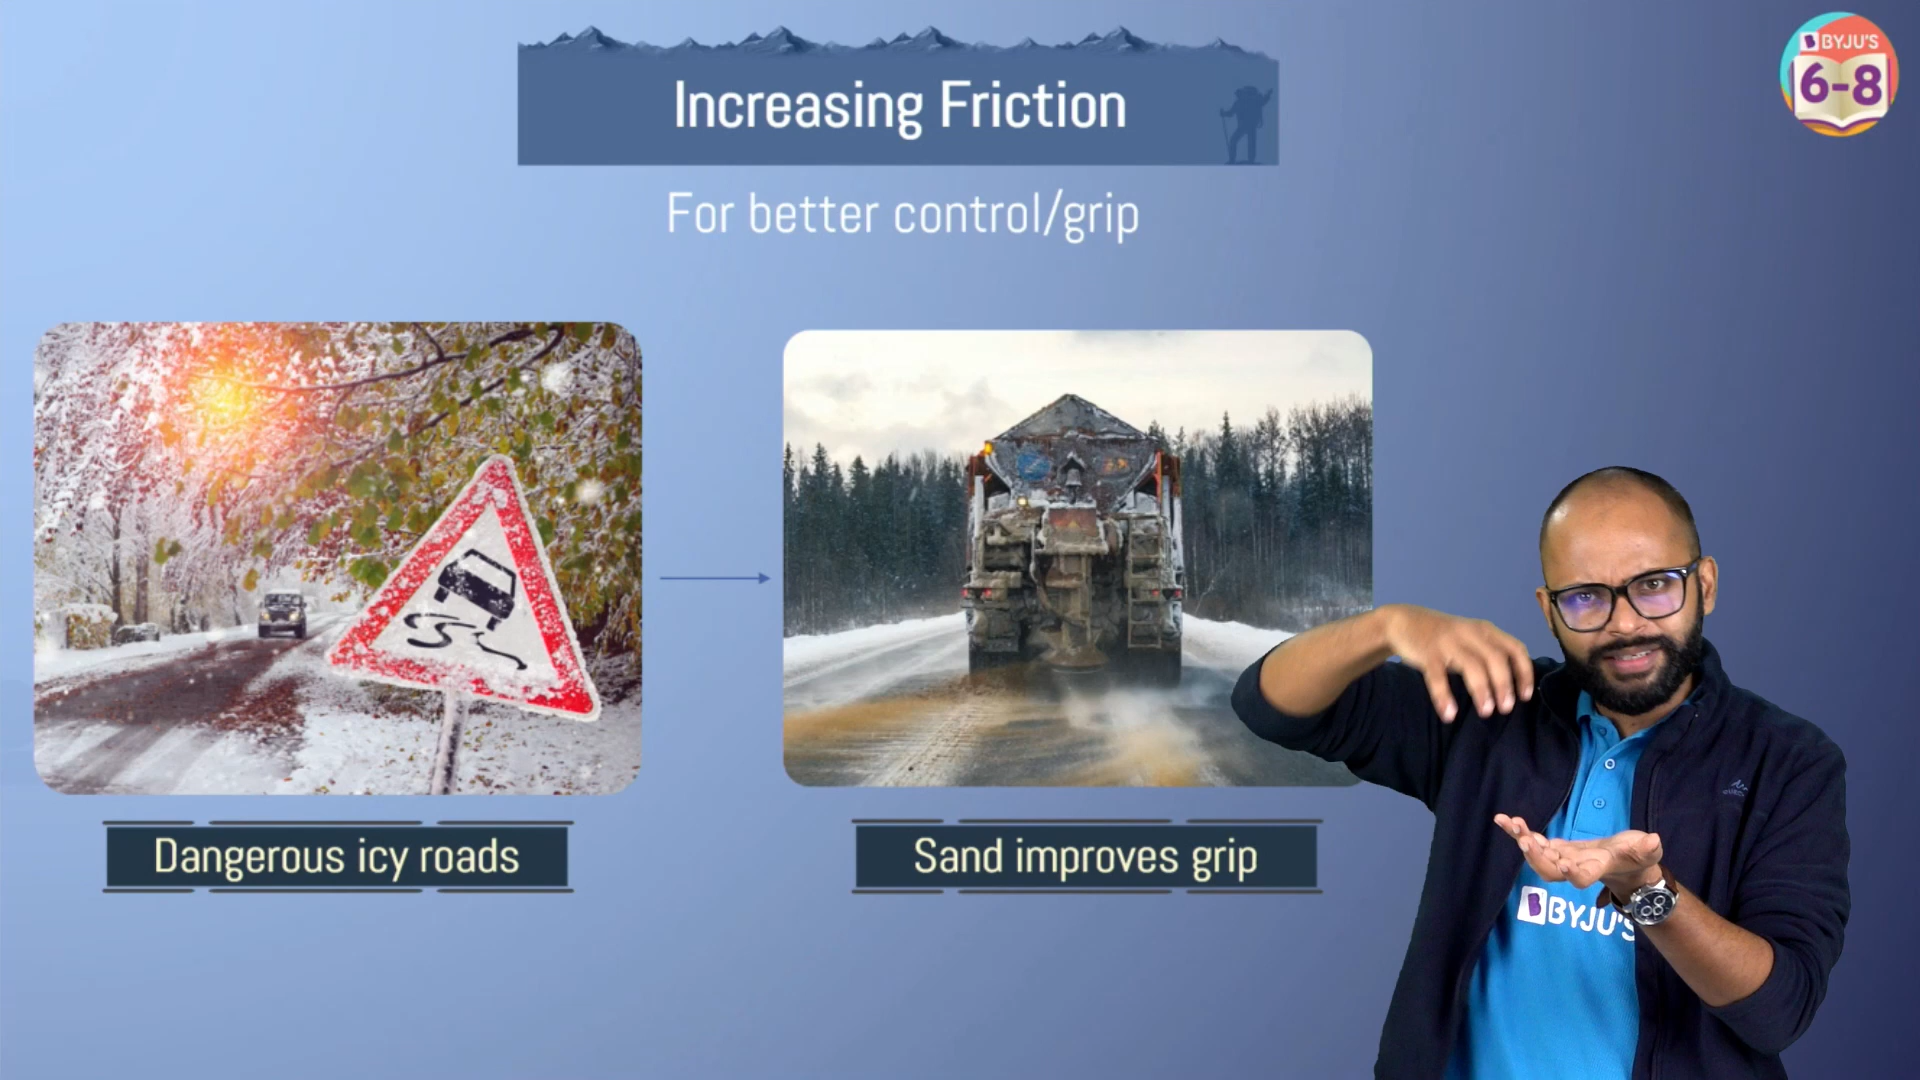 BYJU'S
6-8
Increasing Friction
For better control/grip
Dangerous icy roads
Sand improves grip
BYJU'S